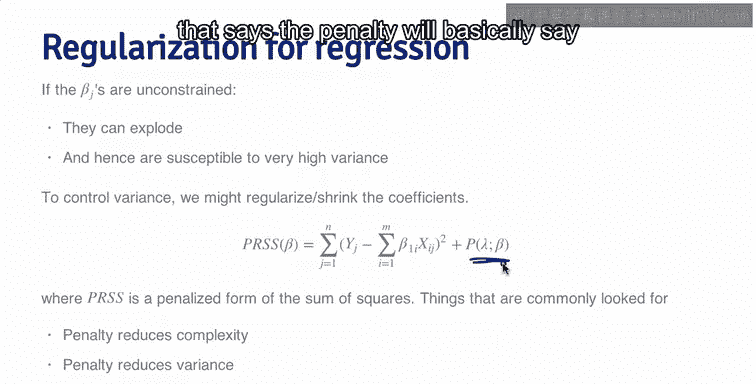 that says the penalty will basically say
Regularization for regression
If the β_j's are unconstrained:
· They can explode
· And hence are susceptible to very high variance
To control variance, we might regularize/shrink the coefficients.
PRSS(β) = ∑_{j=1}^{n} (Y_j − ∑_{i=1}^{m} β_{1i} X_{ij})² + P(λ; β)
where PRSS is a penalized form of the sum of squares. Things that are commonly looked for
· Penalty reduces complexity
· Penalty reduces variance